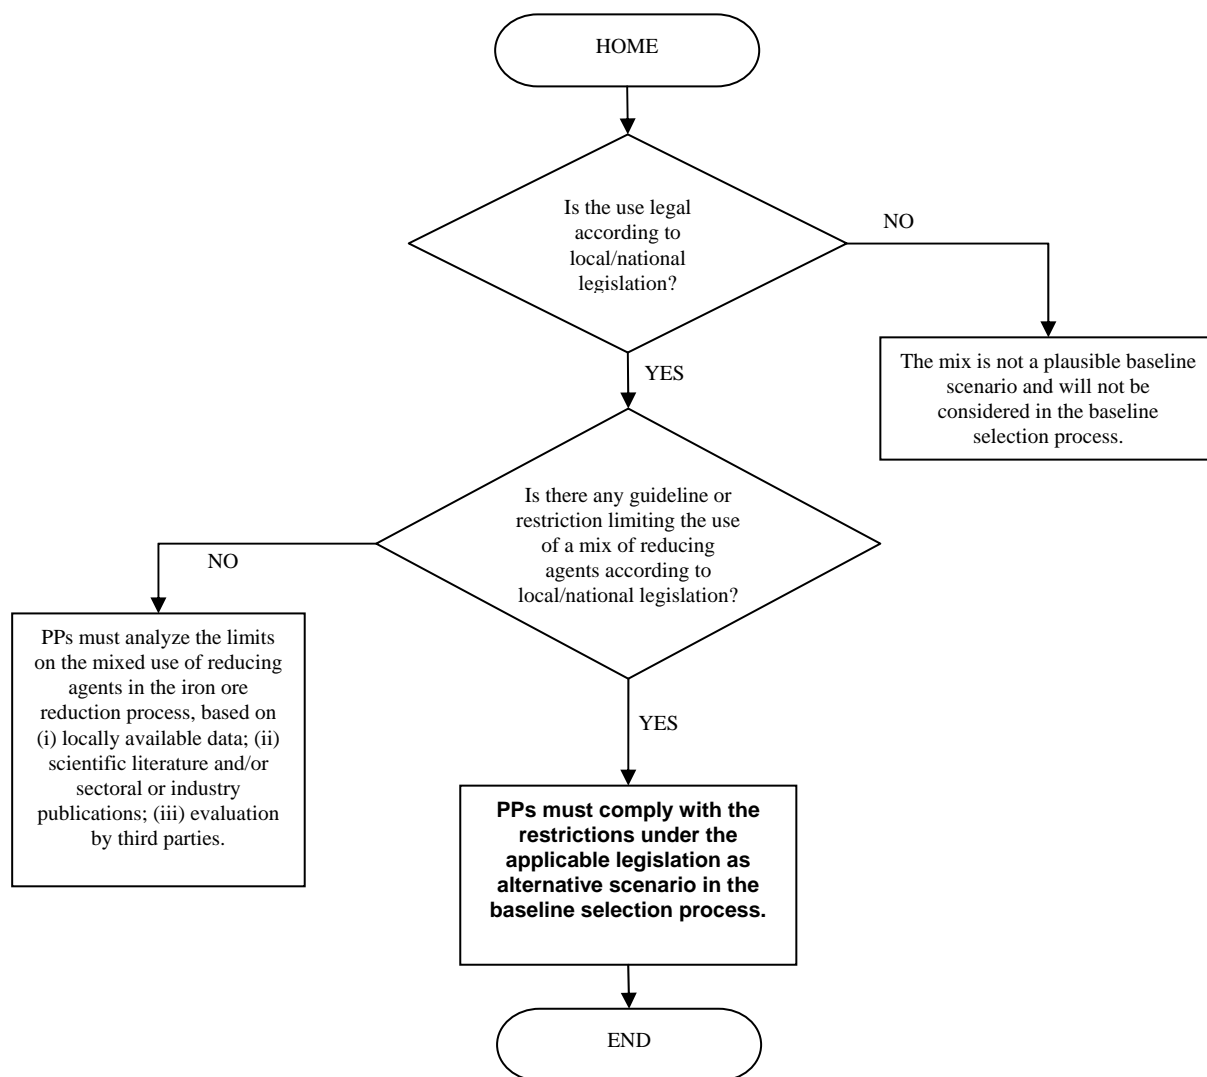 HOME
Is the use legal
according to
local/national
legislation?
NO
YES
The mix is not a plausible baseline
scenario and will not be
considered in the baseline
selection process.
Is there any guideline or
restriction limiting the use
of a mix of reducing
agents according to
local/national legislation?
NO
YES
PPs must analyze the limits
on the mixed use of reducing
agents in the iron ore
reduction process, based on
(i) locally available data; (ii)
scientific literature and/or
sectoral or industry
publications; (iii) evaluation
by third parties.
PPs must comply with the
restrictions under the
applicable legislation as
alternative scenario in the
baseline selection process.
END